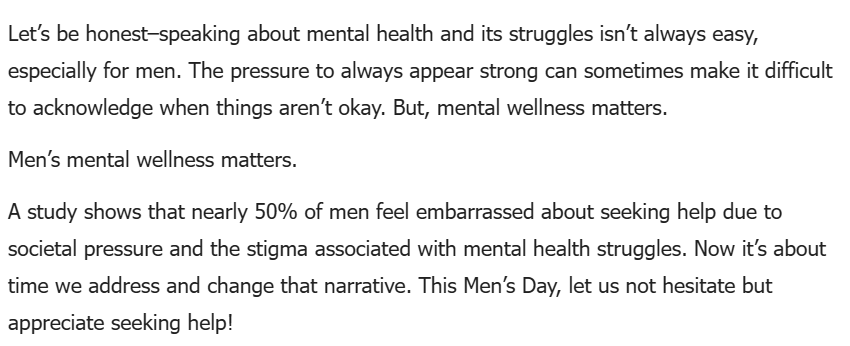 Let’s be honest–speaking about mental health and its struggles isn’t always easy,
especially for men. The pressure to always appear strong can sometimes make it difficult
to acknowledge when things aren’t okay. But, mental wellness matters.
Men’s mental wellness matters.
A study shows that nearly 50% of men feel embarrassed about seeking help due to
societal pressure and the stigma associated with mental health struggles. Now it’s about
time we address and change that narrative. This Men’s Day, let us not hesitate but
appreciate seeking help!